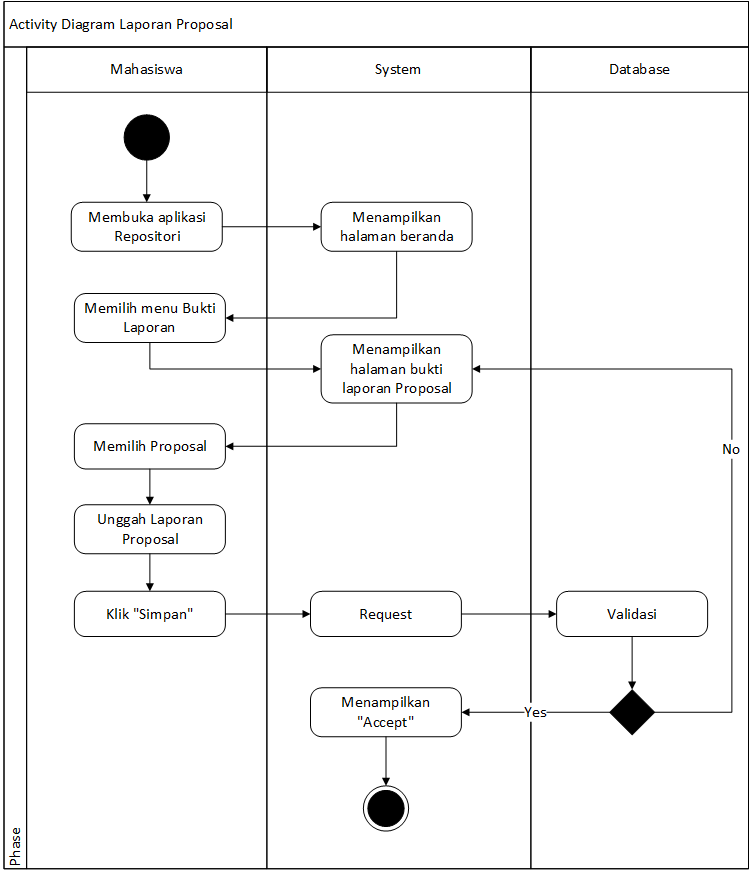 Activity Diagram Laporan Proposal
Mahasiswa
System
Database
Membuka aplikasi
Repositori
Menampilkan
halaman beranda
Memilih menu Bukti
Laporan
Menampilkan
halaman bukti
laporan Proposal
Memilih Proposal
No
Unggah Laporan
Proposal
Klik "Simpan"
Request
Validasi
Menampilkan
"Accept"
Yes
Phase